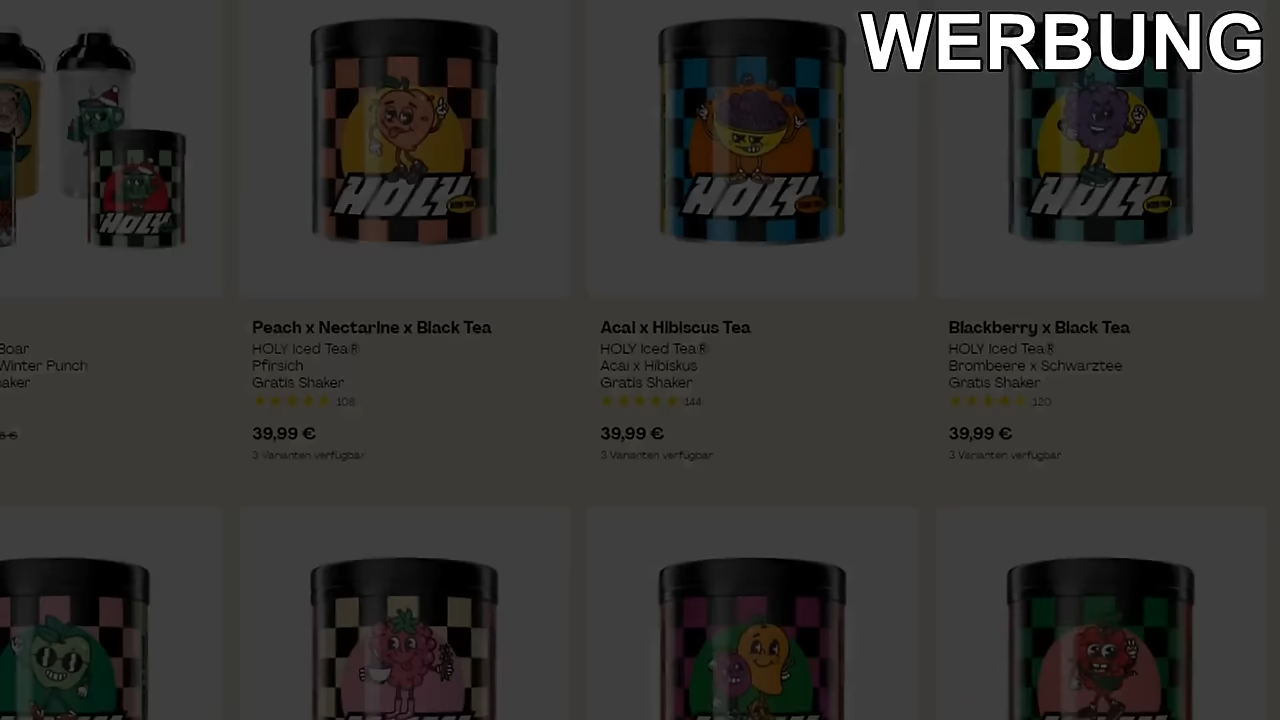 WERBUNG
HOLY
HOLY
HOLY
HOLY
Boar
Winter Punch
Peach x Nectarine x Black Tea
HOLY Iced Tea®
Pfirsich
Gratis Shaker
108
39,99 €
3 Varianten verfügbar
Acai x Hibiscus Tea
HOLY Iced Tea®
Acai x Hibiskus
Gratis Shaker
144
39,99 €
3 Varianten verfügbar
Blackberry x Black Tea
HOLY Iced Tea®
Brombeere x Schwarztee
Gratis Shaker
120
39,99 €
3 Varianten verfügbar